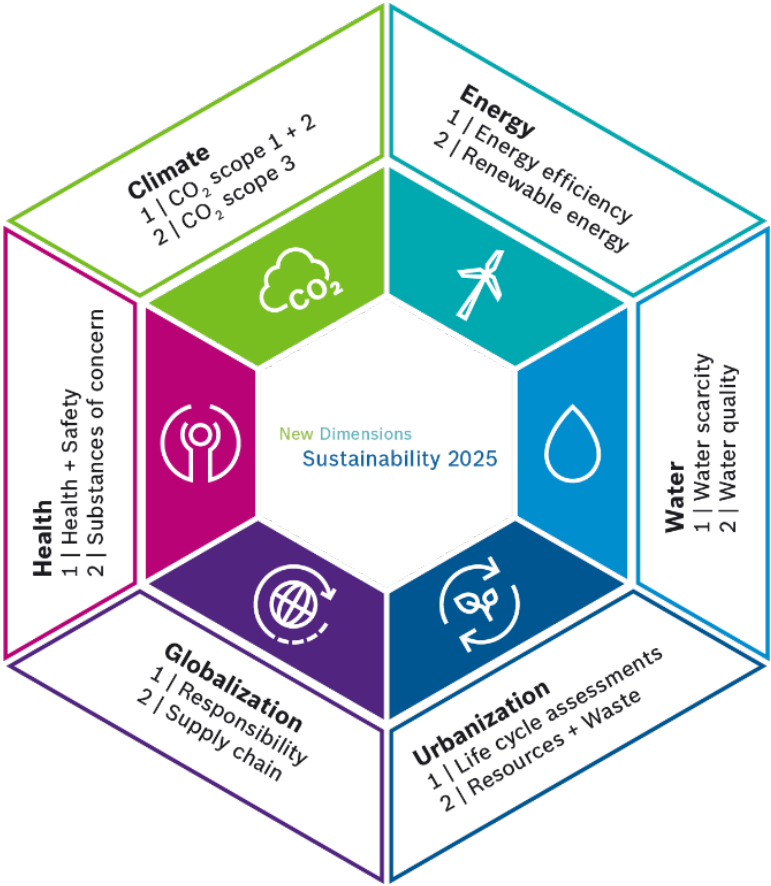 Climate
1 | CO₂ scope 1 + 2
2 | CO₂ scope 3
Energy
1 | Energy efficiency
2 | Renewable energy
CO₂
Water
1 | Water scarcity
2 | Water quality
Urbanization
1 | Life cycle assessments
2 | Resources + Waste
Globalization
1 | Responsibility
2 | Supply chain
Health
1 | Health + Safety
2 | Substances of concern
New Dimensions
Sustainability 2025